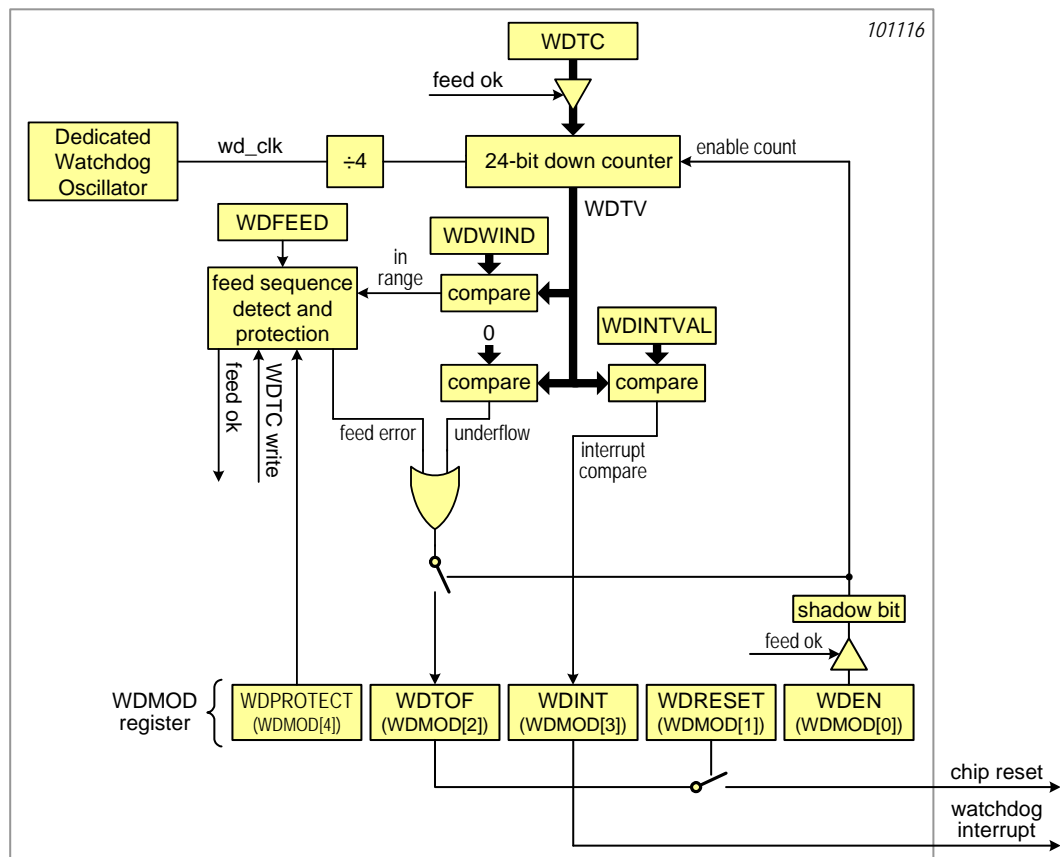 101116
WDTC
feed ok
Dedicated
Watchdog
Oscillator
wd_clk
÷4
24-bit down counter
enable count
WDTV
WDFEED
WDWIND
in
range
feed sequence
detect and
protection
compare
WDINTVAL
0
compare
compare
feed ok
WDTC write
feed error
underflow
interrupt
compare
shadow bit
feed ok
WDMOD
register
WDPROTECT
(WDMOD[4])
WDTOF
(WDMOD[2])
WDINT
(WDMOD[3])
WDRESET
(WDMOD[1])
WDEN
(WDMOD[0])
chip reset
watchdog
interrupt